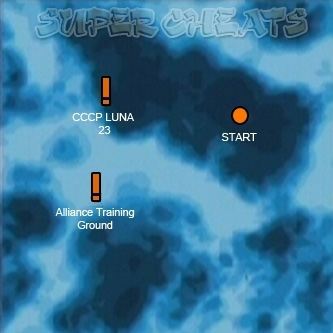 SUPER CHEATS
CCCP LUNA
23
START
Alliance Training
Ground